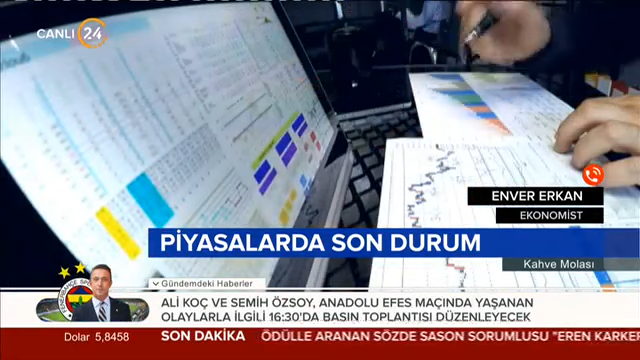 CANLI 24
ENVER ERKAN
EKONOMİST
PİYASALARDA SON DURUM
Kahve Molası
Gündemdeki Haberler
ALİ KOÇ VE SEMİH ÖZSOY, ANADOLU EFES MAÇINDA YAŞANAN
OLAYLARLA İLGİLİ 16:30'DA BASIN TOPLANTISI DÜZENLEYECEK
Dolar 5,8458 SON DAKİKA ÖDÜLLE ARANAN SÖZDE SASON SORUMLUSU "EREN KARKER